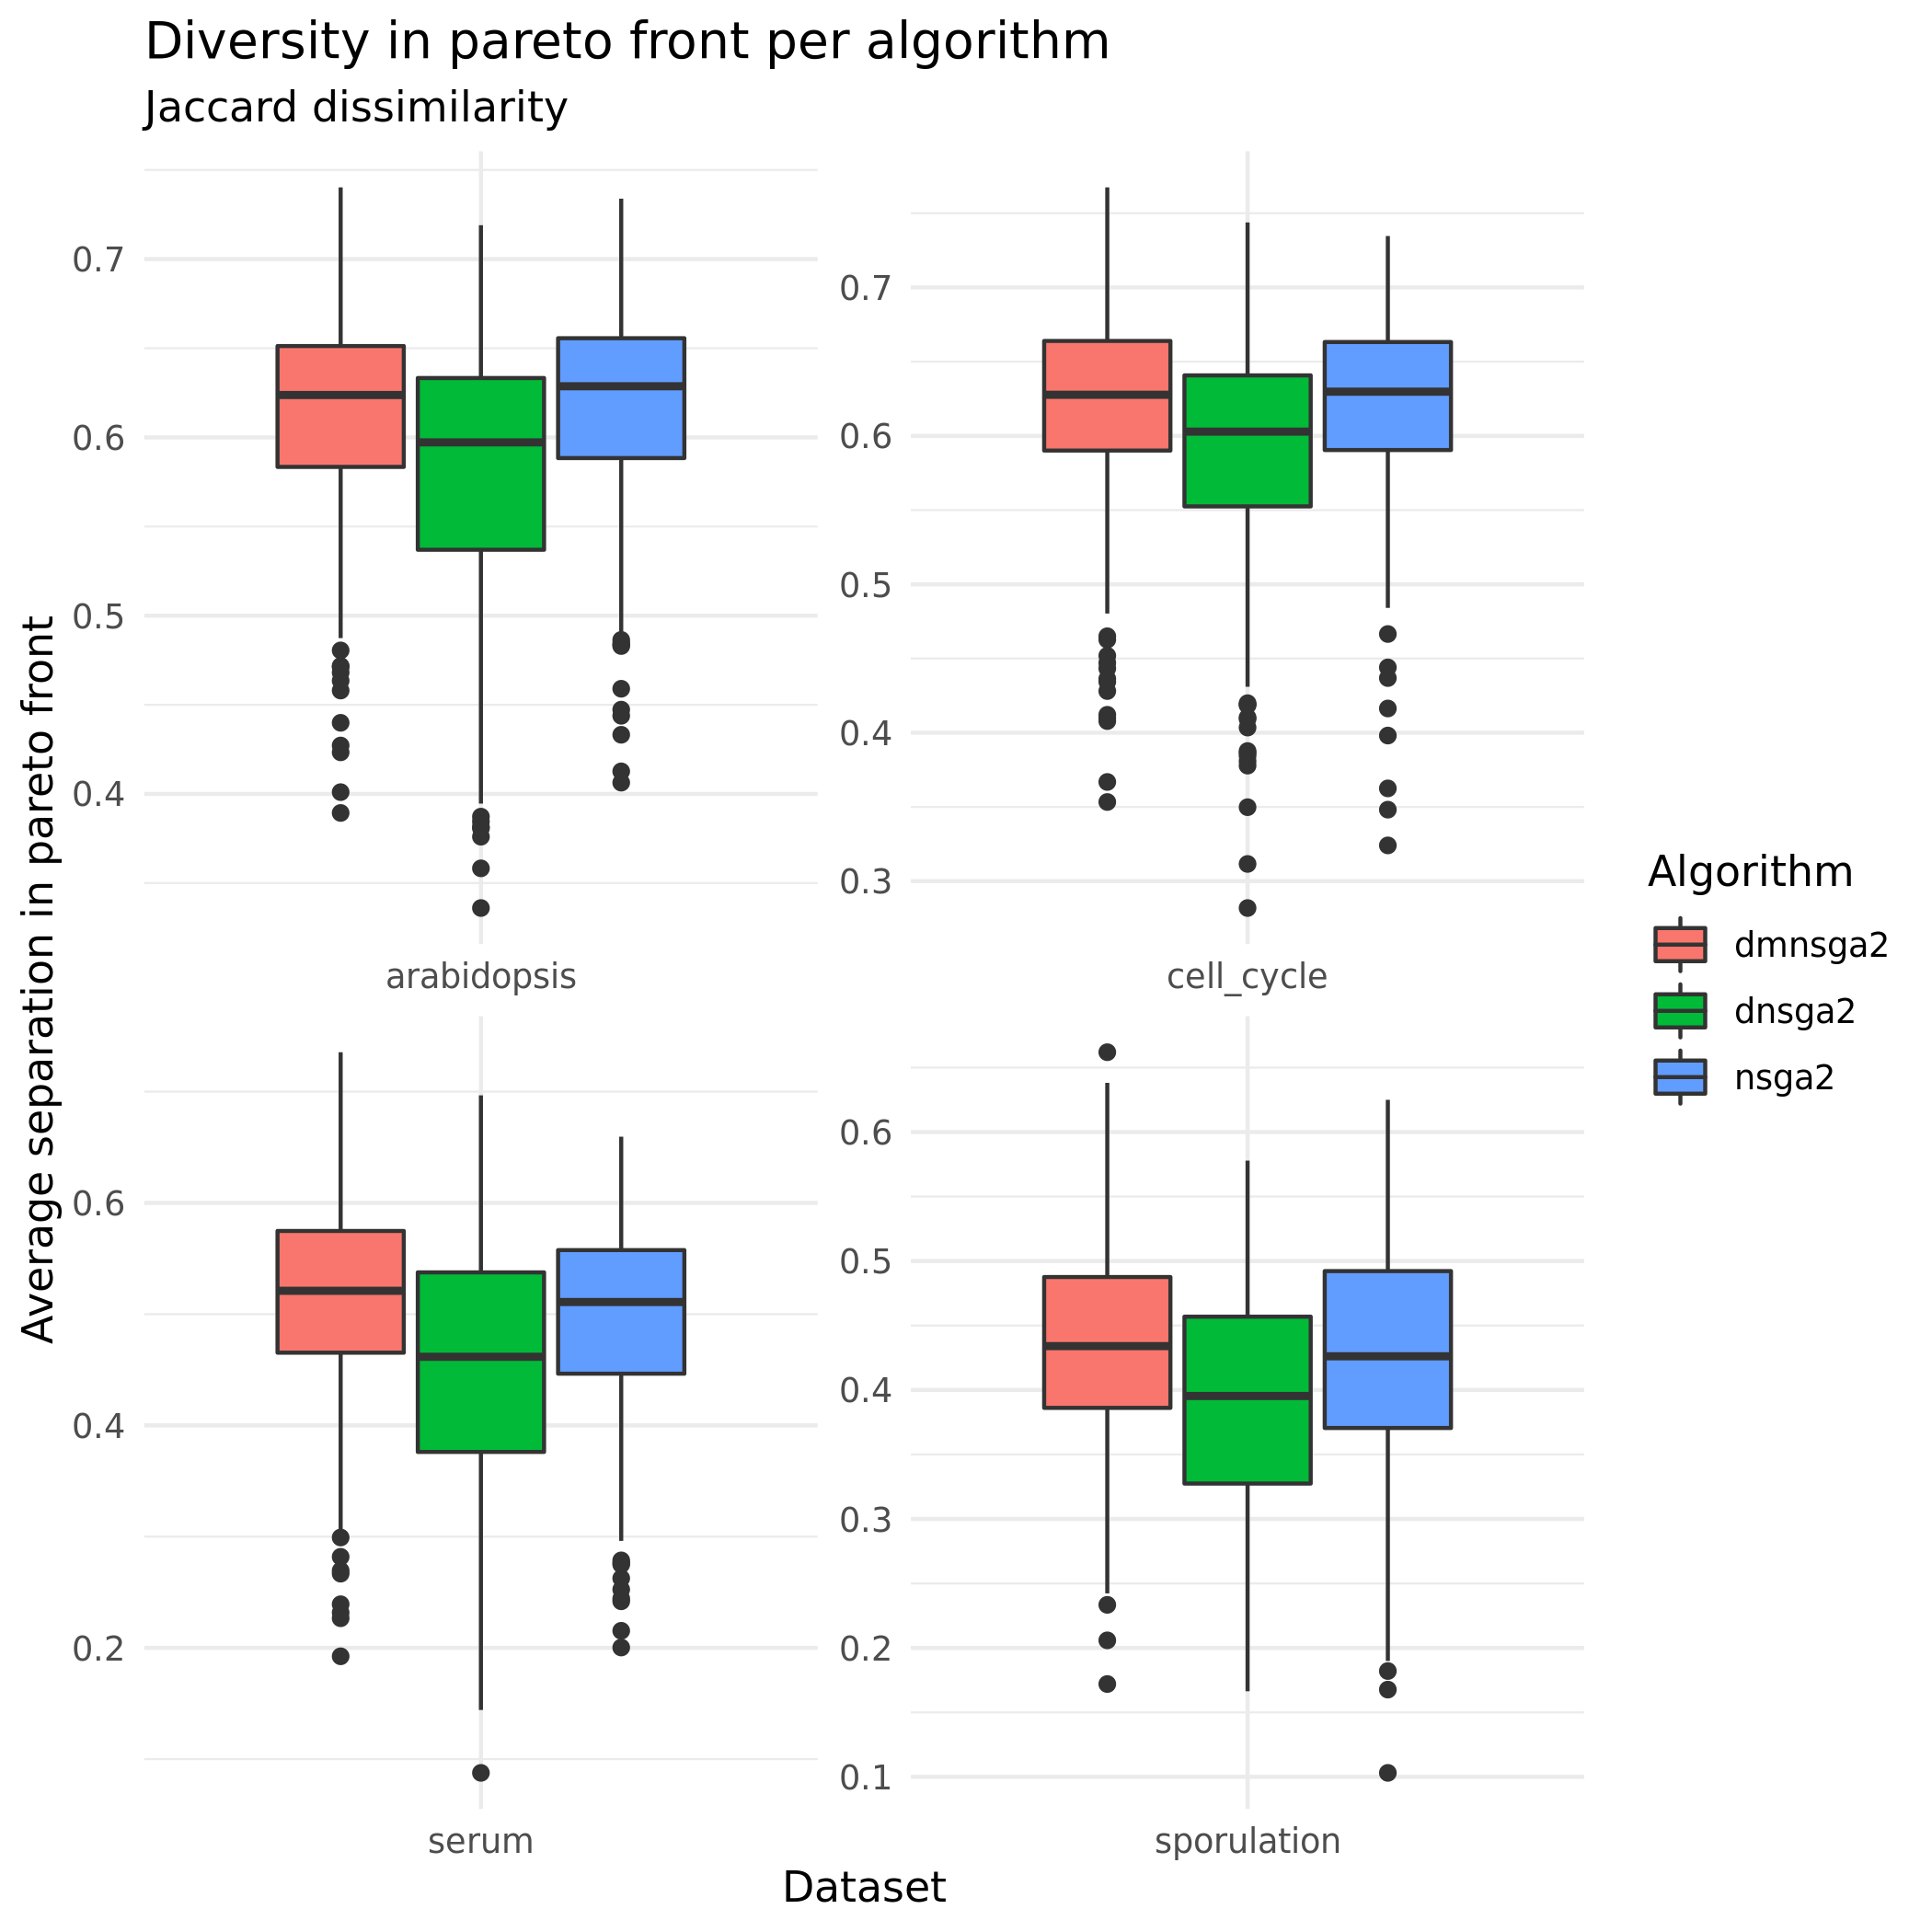 Diversity in pareto front per algorithm
Jaccard dissimilarity
Average separation in pareto front
0.7
0.6
0.5
0.4
arabidopsis
0.7
0.6
0.5
0.4
0.3
cell_cycle
0.6
0.4
0.2
serum
0.6
0.5
0.4
0.3
0.2
0.1
sporulation
Dataset
Algorithm
dmnsga2
dnsga2
nsga2